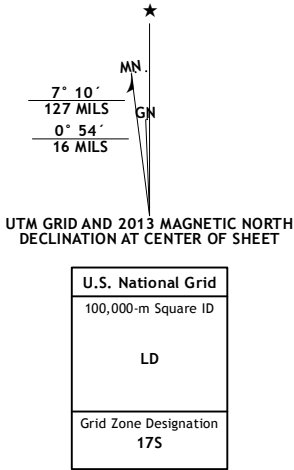 ★
MN
7° 10´
127 MILS
GN
0° 54´
16 MILS
UTM GRID AND 2013 MAGNETIC NORTH
DECLINATION AT CENTER OF SHEET
U.S. National Grid
100,000-m Square ID
LD
Grid Zone Designation
17S